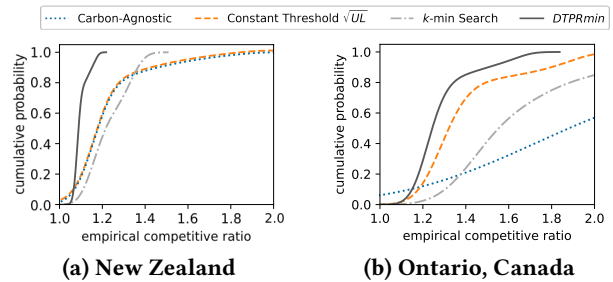 Carbon-Agnostic Constant Threshold √UL k-min Search DTPRmin
cumulative probability
1.0
0.8
0.6
0.4
0.2
0.0
1.0 1.2 1.4 1.6 1.8 2.0
empirical competitive ratio
(a) New Zealand
cumulative probability
1.0
0.8
0.6
0.4
0.2
0.0
1.0 1.2 1.4 1.6 1.8 2.0
empirical competitive ratio
(b) Ontario, Canada